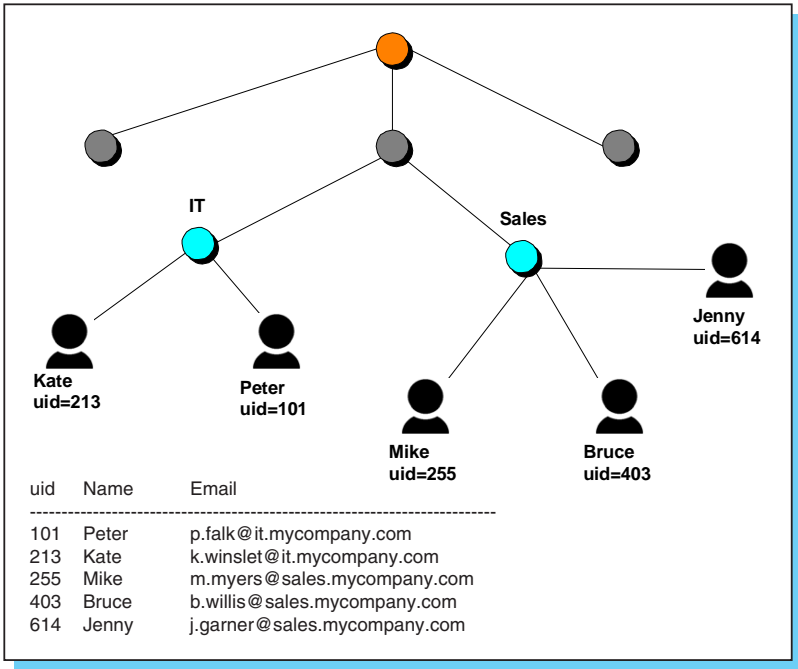 IT
Sales
Jenny
uid=614
Kate
uid=213
Peter
uid=101
Mike
uid=255
Bruce
uid=403
uid Name Email
--------------------------------------------------------------------------
101 Peter p.falk@it.mycompany.com
213 Kate k.winslet@it.mycompany.com
255 Mike m.myers@sales.mycompany.com
403 Bruce b.willis@sales.mycompany.com
614 Jenny j.garner@sales.mycompany.com